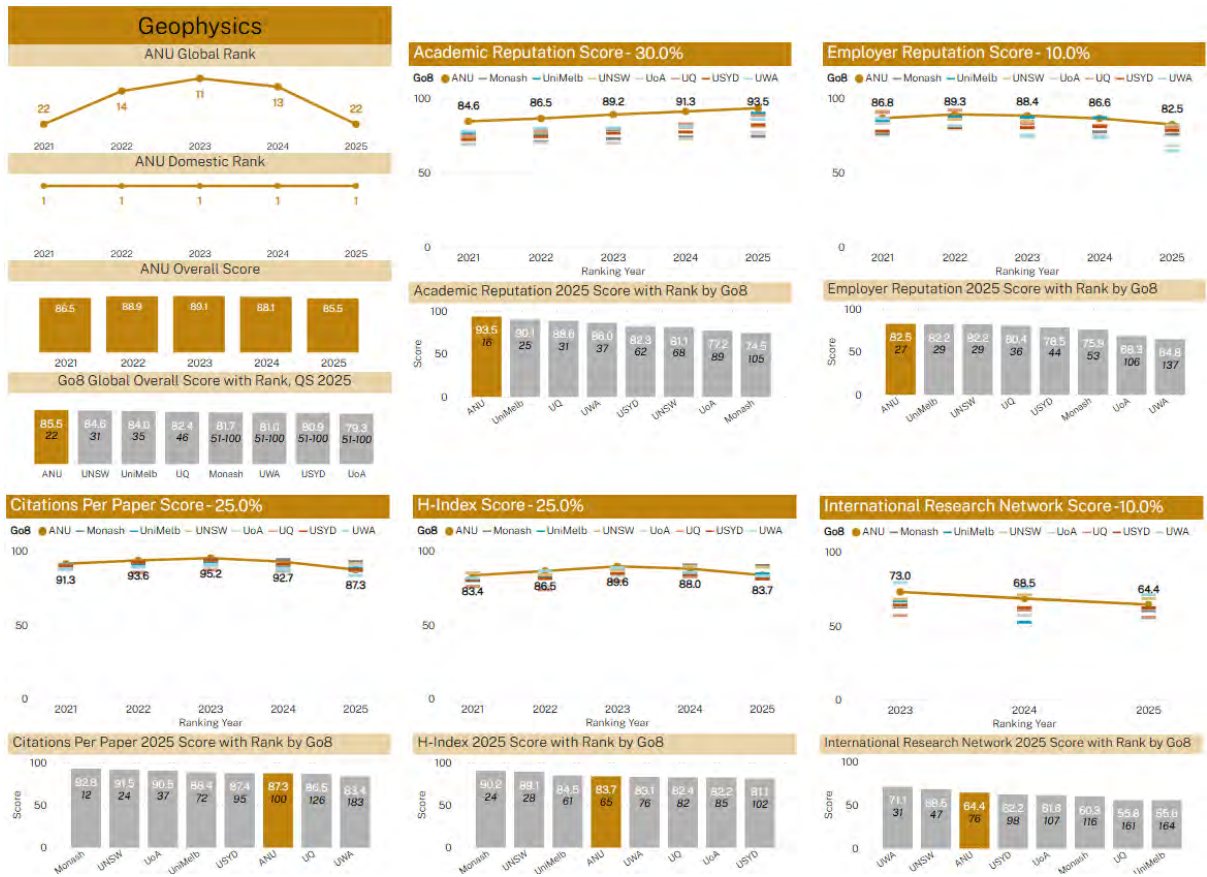 Geophysics
ANU Global Rank
22 14 11 13 22
2021 2022 2023 2024 2025
ANU Domestic Rank
1 1 1 1 1
2021 2022 2023 2024 2025
ANU Overall Score
86.5 88.9 89.1 88.1 85.5
2021 2022 2023 2024 2025
Go8 Global Overall Score with Rank, QS 2025
85.5 84.6 84.0 82.4 81.7 81.0 80.9 79.3
22 31 35 46 51-100 51-100 51-100 51-100
ANU UNSW UniMelb UQ Monash UWA USYD UoA
Academic Reputation Score - 30.0%
Go8 ANU Monash UniMelb UNSW UoA UQ USYD UWA
100
84.6 86.5 89.2 91.3 93.5
50
0
2021 2022 2023 2024 2025
Ranking Year
Academic Reputation 2025 Score with Rank by Go8
100
93.5 90.1 88.6 86.0 82.3 81.1 77.2 74.5
16 25 31 37 62 68 89 105
50
Score
0
ANU UniMelb UQ UWA USYD UNSW UoA Monash
Employer Reputation Score - 10.0%
Go8 ANU Monash UniMelb UNSW UoA UQ USYD UWA
100
86.8 89.3 88.4 86.6 82.5
50
0
2021 2022 2023 2024 2025
Ranking Year
Employer Reputation 2025 Score with Rank by Go8
100
82.5 82.2 82.2 80.4 78.5 75.9 68.3 64.8
27 29 29 36 44 53 106 137
50
Score
0
ANU UniMelb UNSW UQ USYD Monash UoA UWA
Citations Per Paper Score - 25.0%
Go8 ANU Monash UniMelb UNSW UoA UQ USYD UWA
100
91.3 93.6 95.2 92.7 87.3
50
0
2021 2022 2023 2024 2025
Ranking Year
Citations Per Paper 2025 Score with Rank by Go8
100
92.8 91.5 90.5 88.4 87.4 87.3 86.5 83.4
12 24 37 72 95 100 126 183
50
Score
0
Monash UNSW UoA UniMelb USYD ANU UQ UWA
H-Index Score - 25.0%
Go8 ANU Monash UniMelb UNSW UoA UQ USYD UWA
100
83.4 86.5 89.6 88.0 83.7
50
0
2021 2022 2023 2024 2025
Ranking Year
H-Index 2025 Score with Rank by Go8
100
90.2 89.1 84.5 83.7 83.1 82.4 82.2 81.1
24 28 61 65 76 82 85 102
50
Score
0
Monash UNSW UniMelb ANU UWA UQ UoA USYD
International Research Network Score -10.0%
Go8 ANU Monash UniMelb UNSW UoA UQ USYD UWA
100
73.0 68.5 64.4
50
0
2023 2024 2025
Ranking Year
International Research Network 2025 Score with Rank by Go8
100
71.1 68.5 64.4 62.2 61.6 60.3 55.8
31 47 76 98 107 116 161 164
50
Score
0
UWA UNSW ANU USYD UoA Monash UQ UniMelb